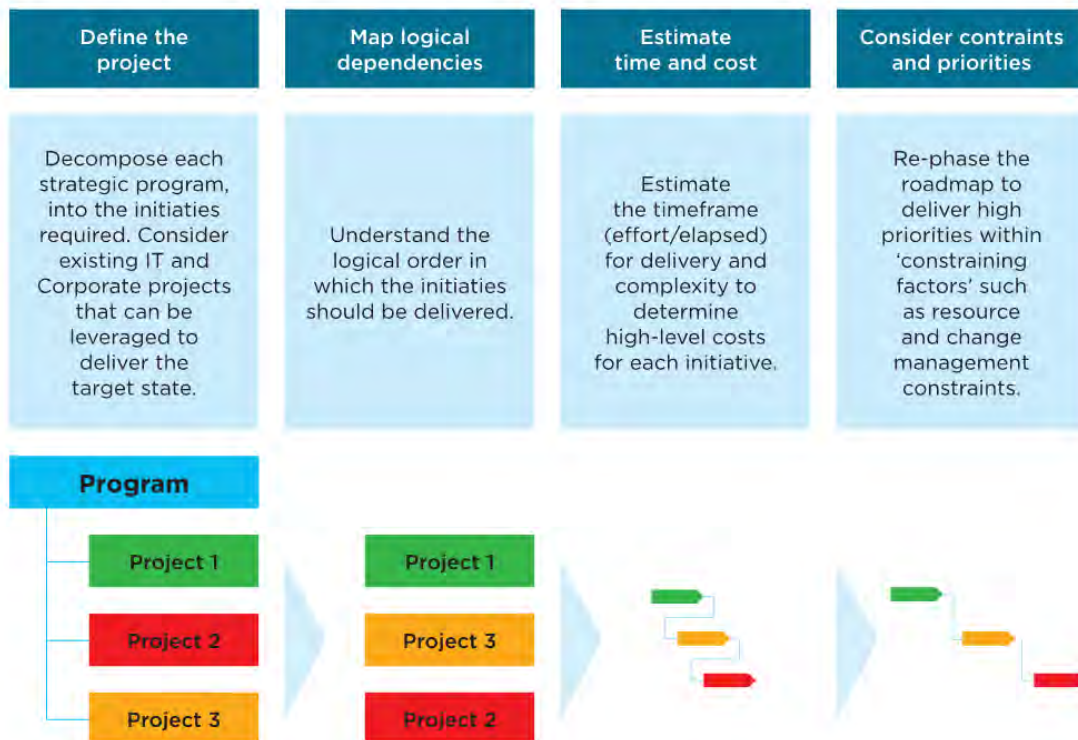 Define the
project
Map logical
dependencies
Estimate
time and cost
Consider contraints
and priorities
Decompose each
strategic program,
into the initiaties
required. Consider
existing IT and
Corporate projects
that can be
leveraged to
deliver the
target state.
Understand the
logical order in
which the initiaties
should be delivered.
Estimate
the timeframe
(effort/elapsed)
for delivery and
complexity to
determine
high-level costs
for each initiative.
Re-phase the
roadmap to
deliver high
priorities within
‘constraining
factors’ such
as resource
and change
management
constraints.
Program
Project 1
Project 2
Project 3
Project 1
Project 3
Project 2